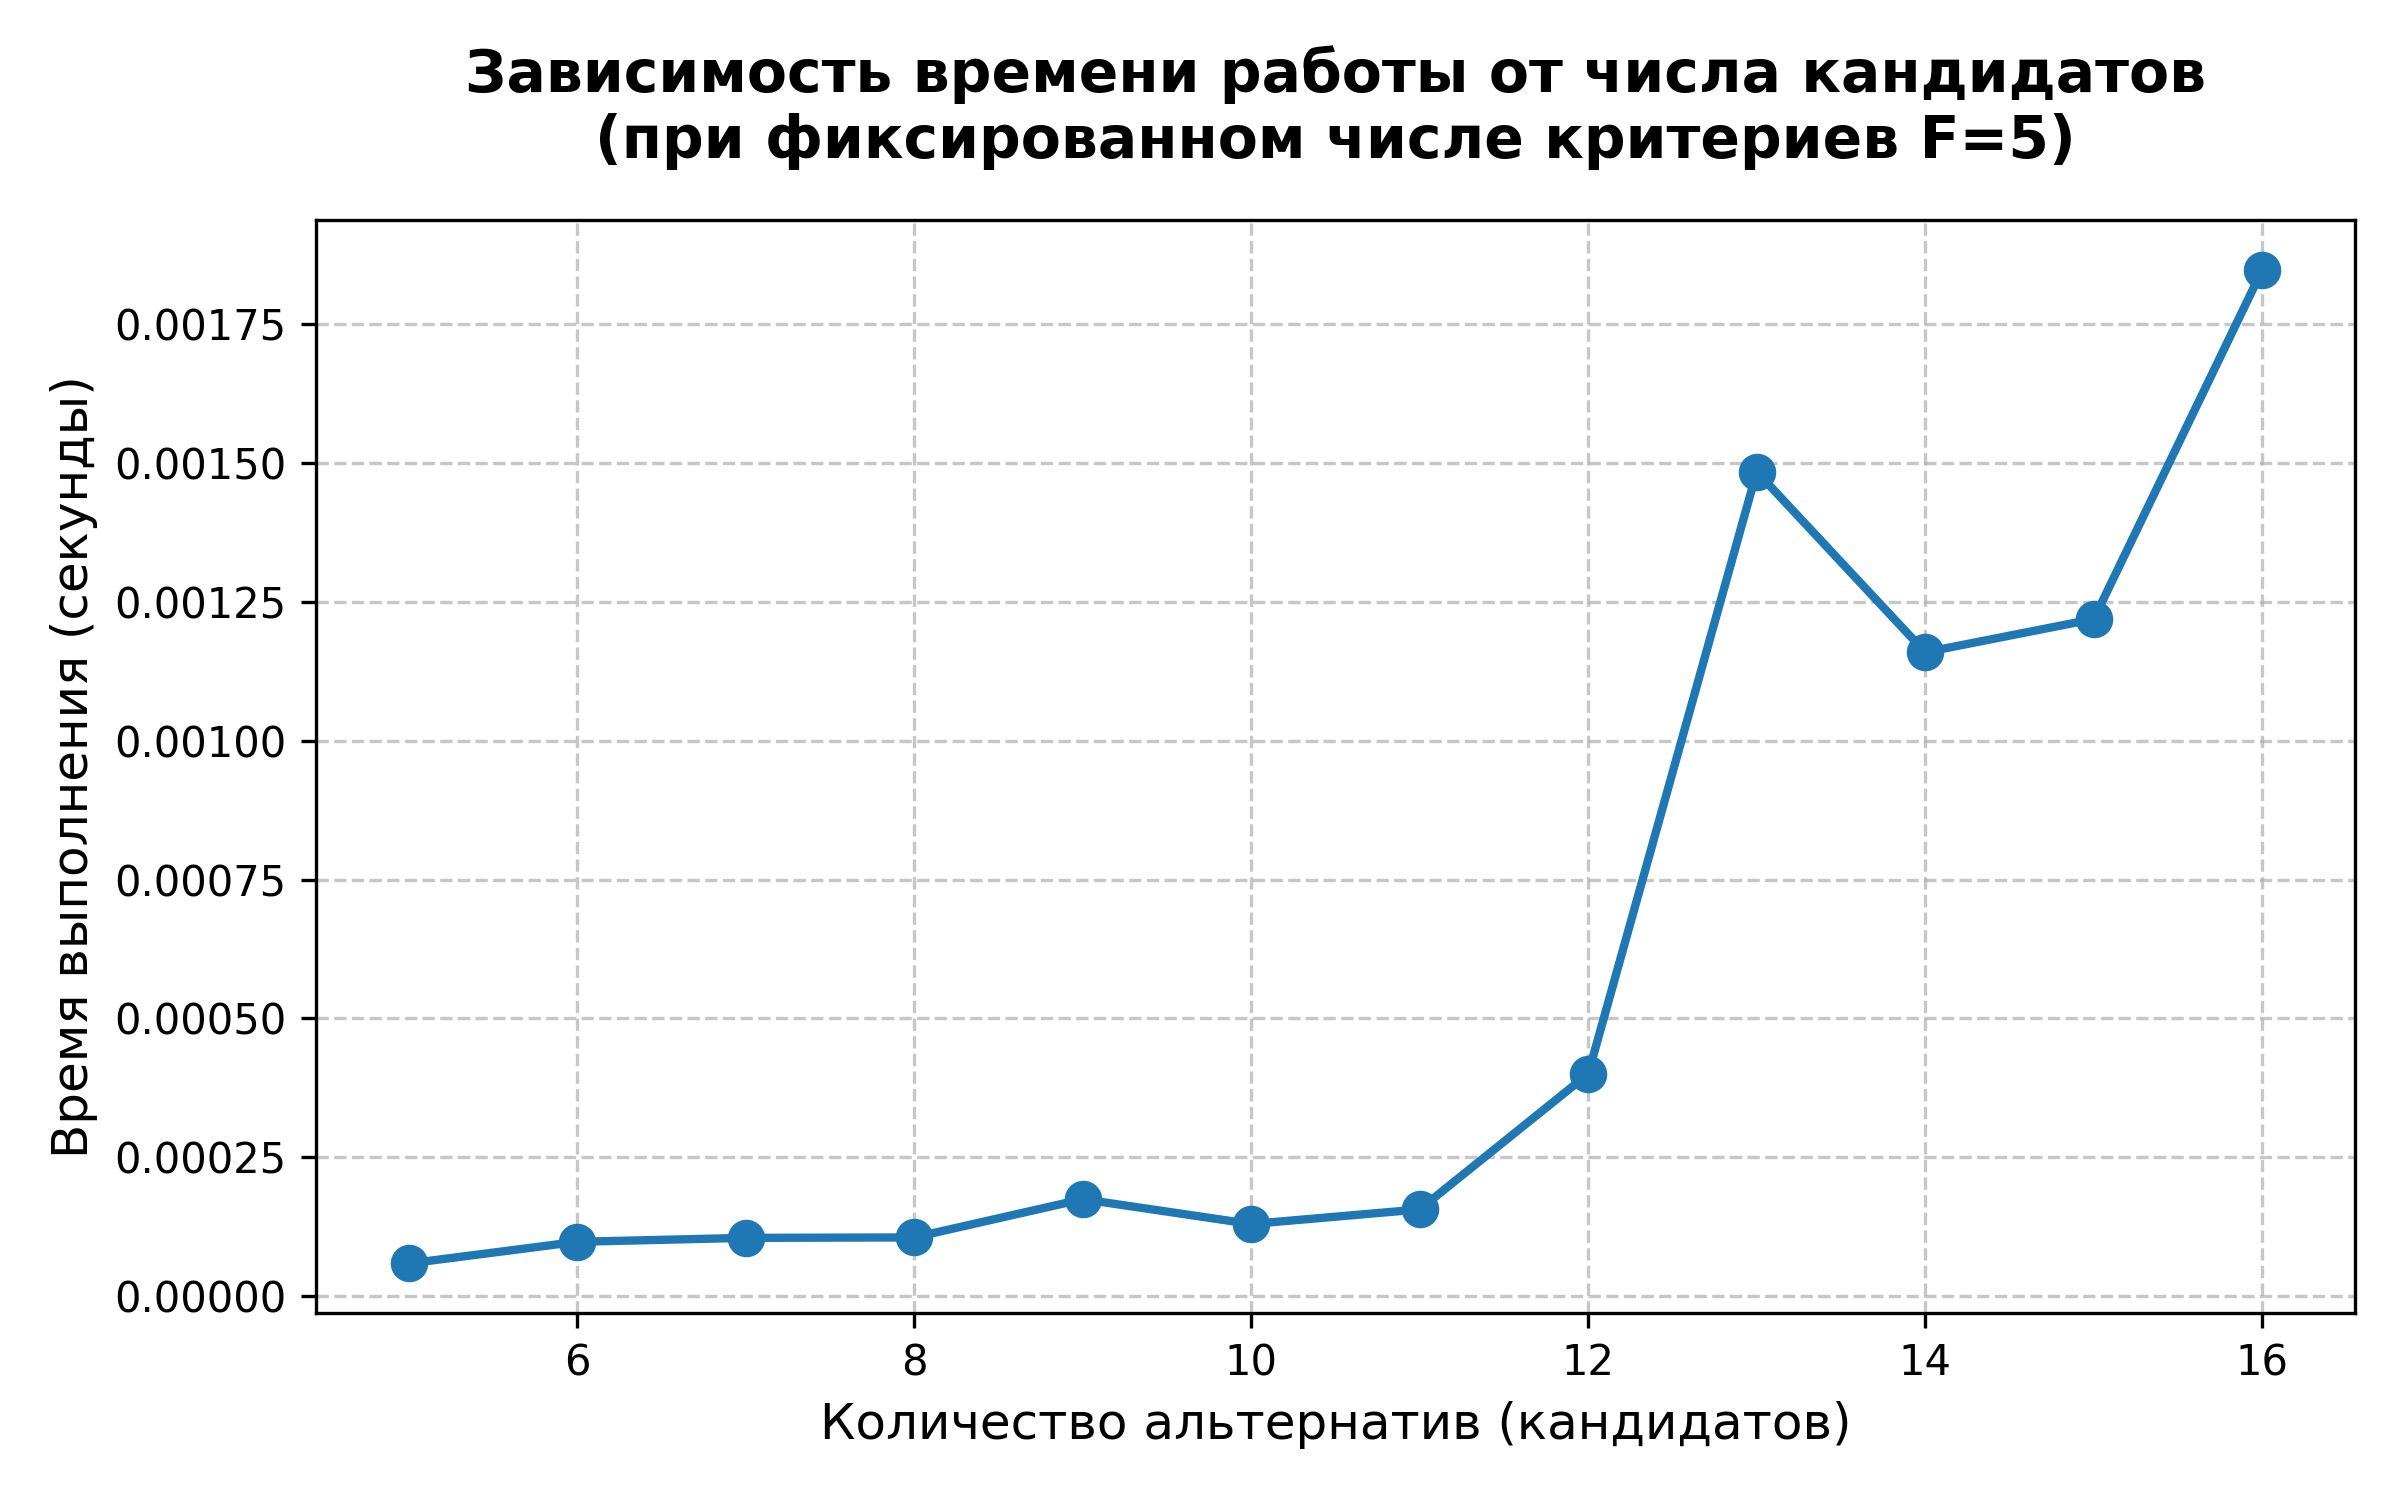 Зависимость времени работы от числа кандидатов
(при фиксированном числе критериев F=5)
Время выполнения (секунды)
0.00175
0.00150
0.00125
0.00100
0.00075
0.00050
0.00025
0.00000
6 8 10 12 14 16
Количество альтернатив (кандидатов)